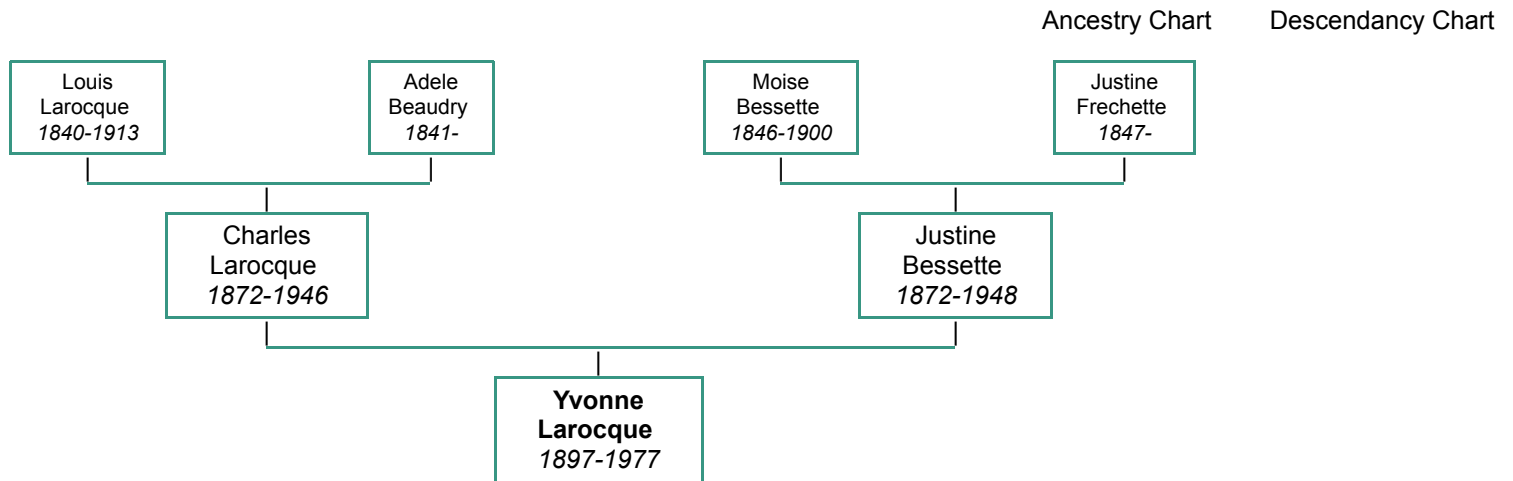 Ancestry Chart Descendancy Chart
Louis
Larocque
1840-1913
Adele
Beaudry
1841-
Moise
Bessette
1846-1900
Justine
Frechette
1847-
Charles
Larocque
1872-1946
Justine
Bessette
1872-1948
Yvonne
Larocque
1897-1977